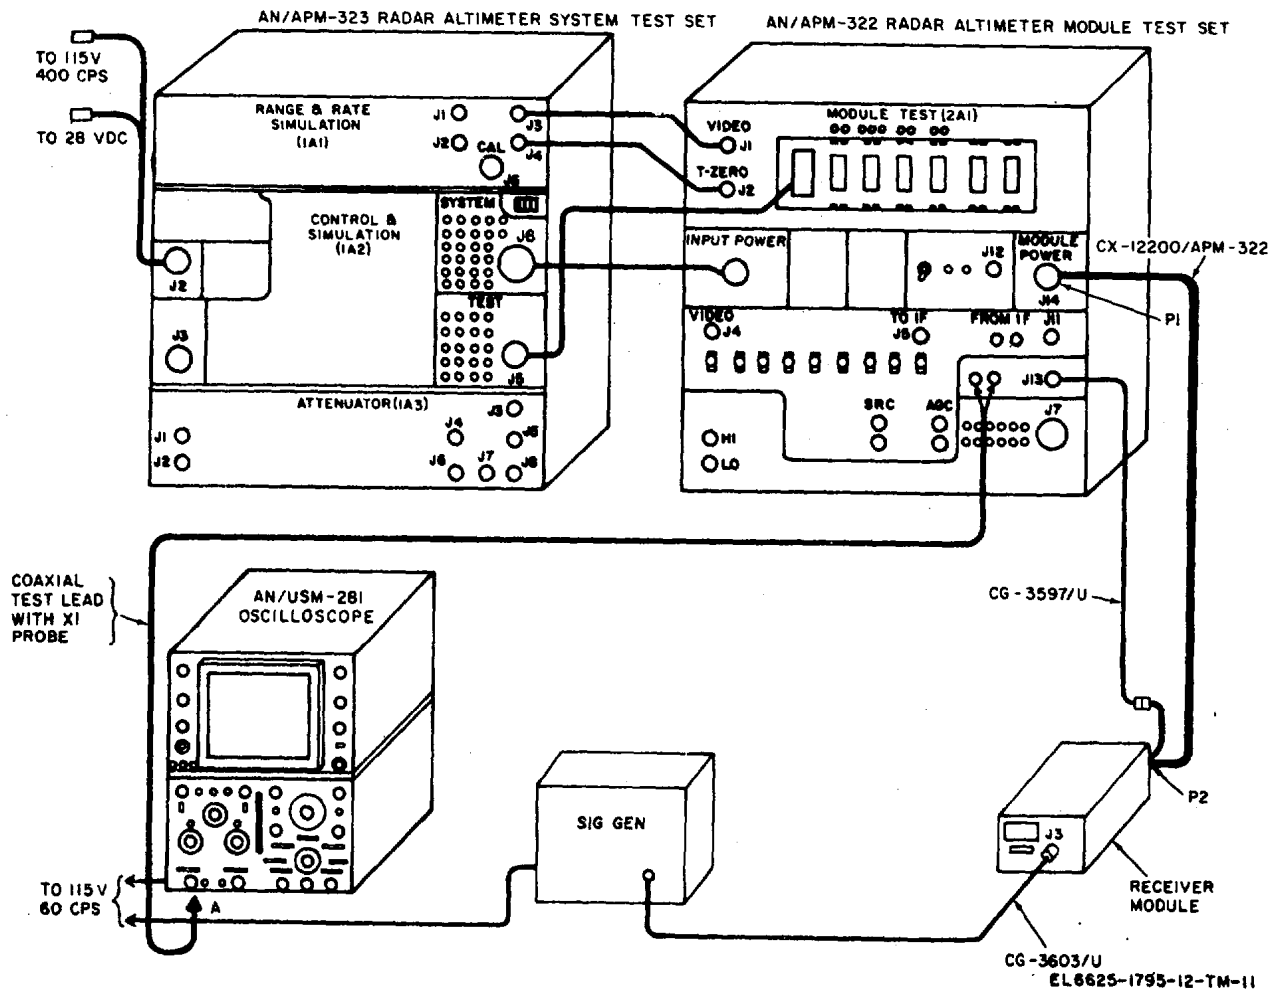 AN/APM-323 RADAR ALTIMETER SYSTEM TEST SET
AN/APM-322 RADAR ALTIMETER MODULE TEST SET
TO 115V
400 CPS
TO 28 VDC
RANGE & RATE
SIMULATION
(1A1)
J1
J2
J3
J4
CAL
J5
CONTROL &
SIMULATION
(1A2)
SYSTEM
J6
TEST
J5
J2
J3
ATTENUATOR (1A3)
J1
J2
J3
J4
J5
J6
J7
J8
MODULE TEST (2A1)
VIDEO
J1
T-ZERO
J2
INPUT POWER
J12
MODULE
POWER
J14
CX-12200/APM-322
P1
VIDEO
J4
TO IF
J5
FROM IF
J11
J13
SRC
AGC
J7
HI
LO
COAXIAL
TEST LEAD
WITH X1
PROBE
AN/USM-281
OSCILLOSCOPE
CG-3597/U
TO 115V
60 CPS
A
SIG GEN
J3
P2
RECEIVER
MODULE
CG-3603/U
EL6625-1795-12-TM-11